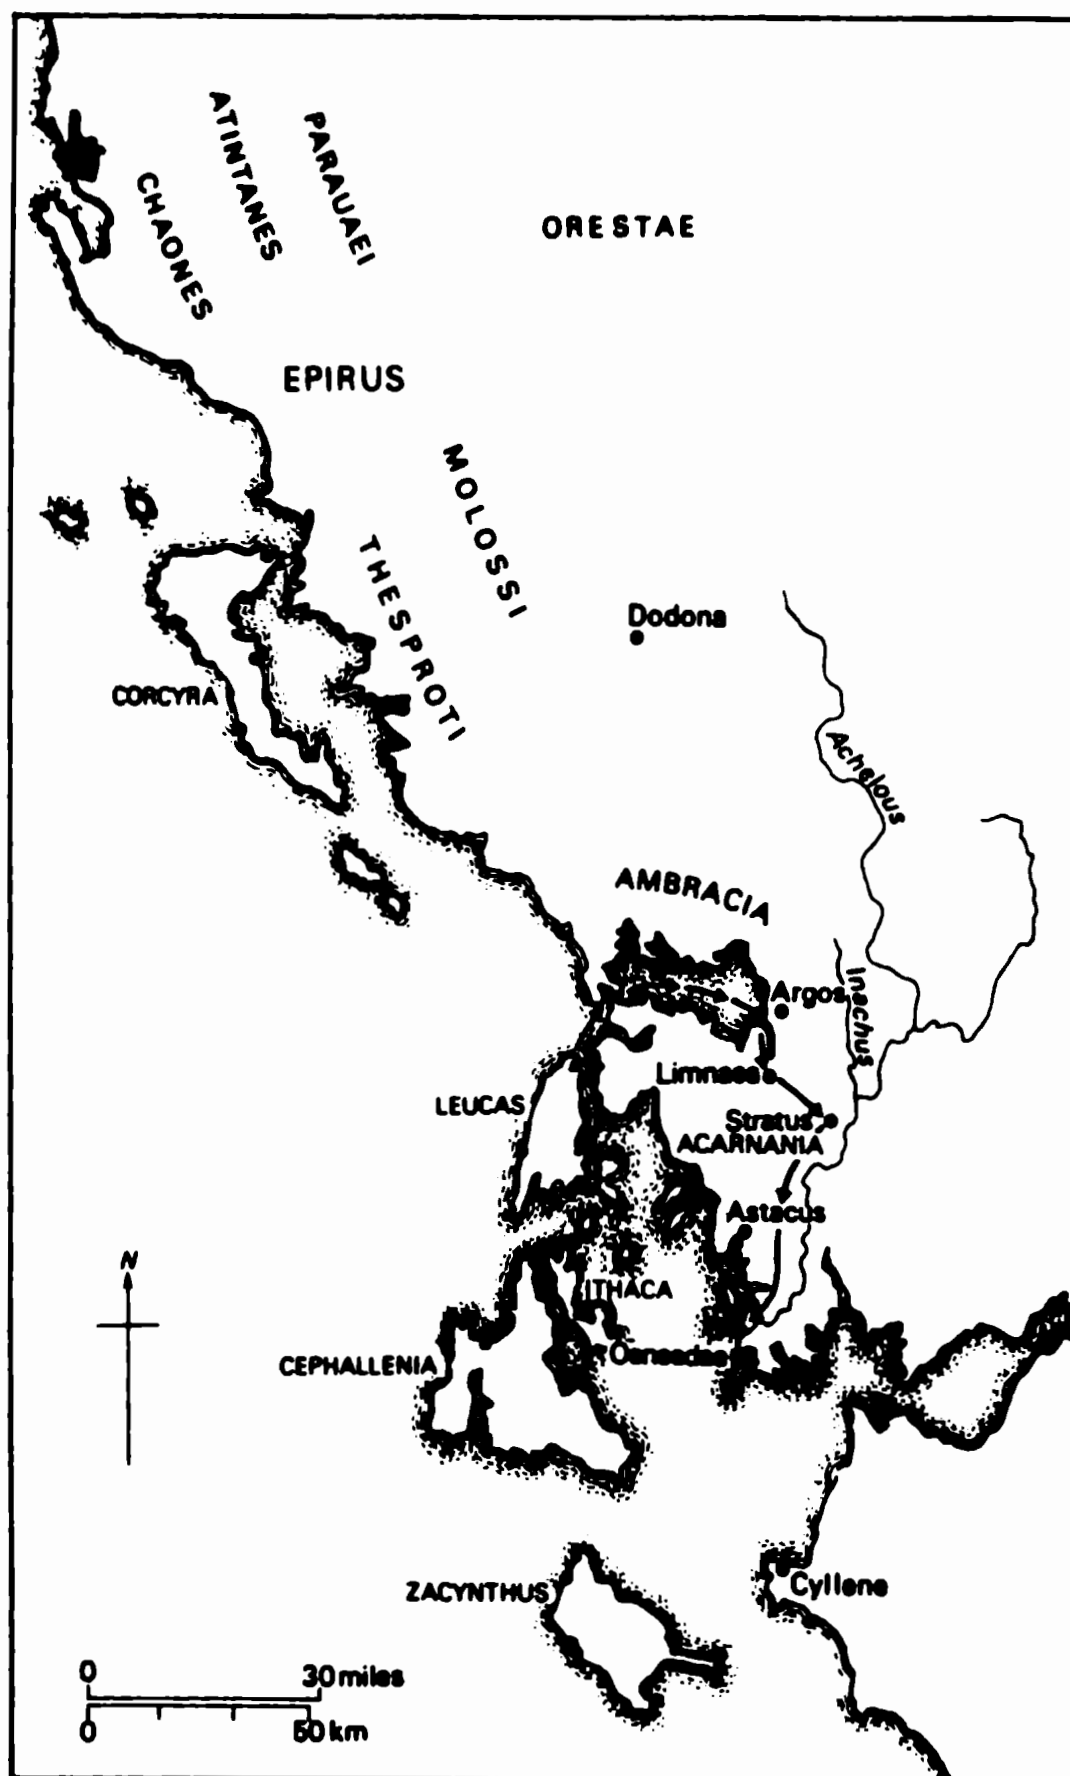 ATINTANES
PARAUAEI
CHAONES
ORESTAE
EPIRUS
MOLOSSI
THESPROTI
Dodona
CORCYRA
Achelous
AMBRACIA
Argos
Inachus
Limnaea
LEUCAS
Stratus
ACARNANIA
Astacus
N
ITHACA
CEPHALLENIA
Oeneadae
ZACYNTHUS
Cyllene
0 30 miles
0 50 km